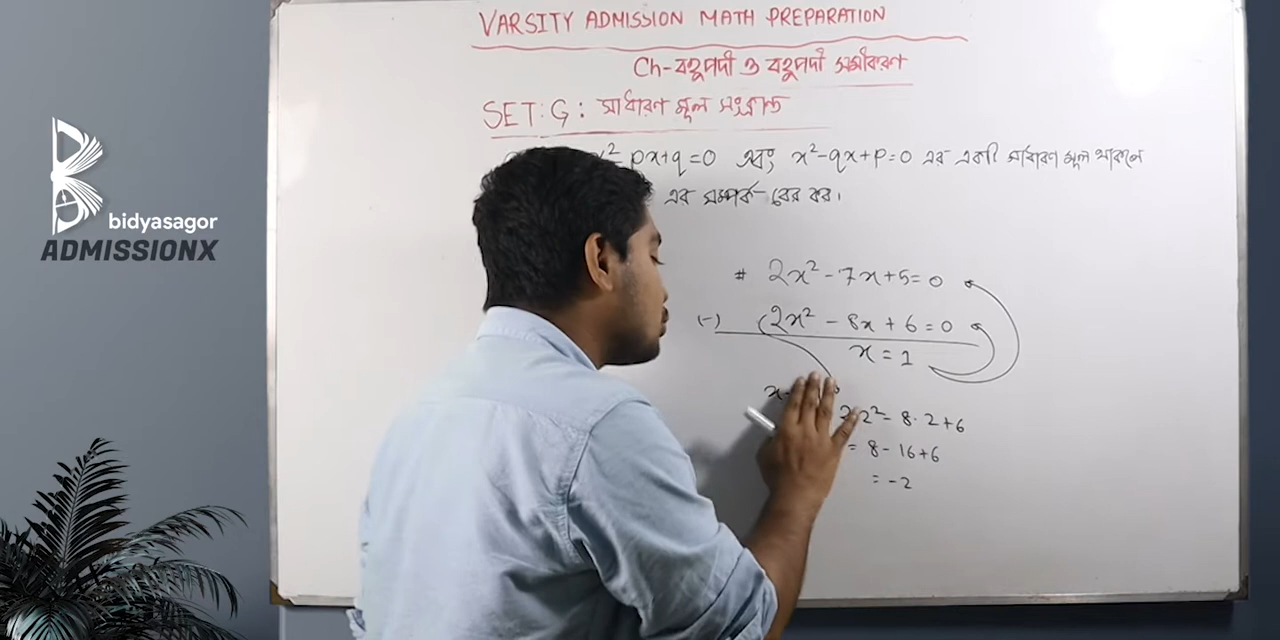 VARSITY ADMISSION MATH PREPARATION
Ch-বহুপদী ও বহুপদী সমীকরণ
SET: G: সাধারণ মূল সংক্রান্ত
x²-px+q=0 এবং x²-qx+p=0 এর একটি সাধারণ মূল থাকলে
এর সম্পর্ক বের কর।
# 2x²-7x+5=0
(-) (2x²-8x+6=0
x=1
2·2²-8·2+6
=8-16+6
=-2
bidyasagor
ADMISSIONX